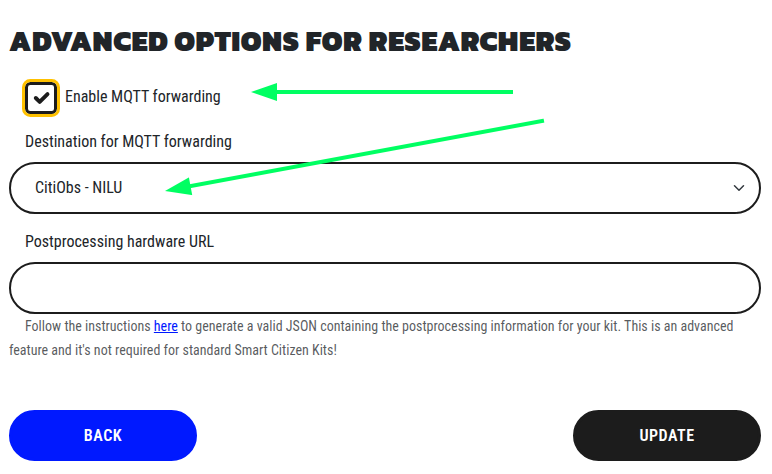 ADVANCED OPTIONS FOR RESEARCHERS
Enable MQTT forwarding
Destination for MQTT forwarding
CitiObs - NILU
Postprocessing hardware URL
Follow the instructions here to generate a valid JSON containing the postprocessing information for your kit. This is an advanced
feature and it's not required for standard Smart Citizen Kits!
BACK
UPDATE